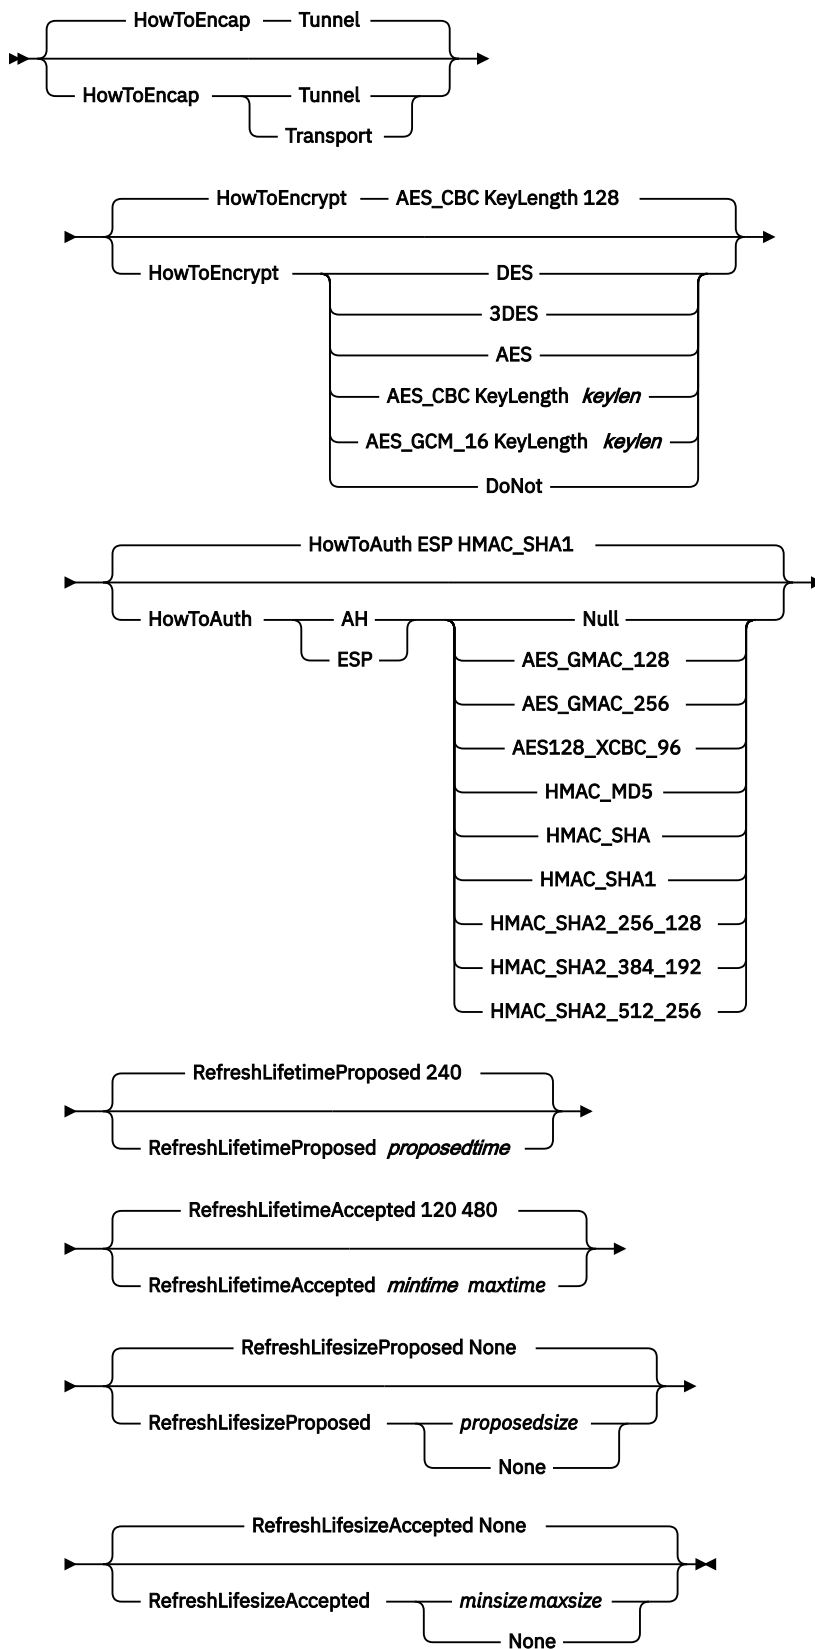 HowToEncap Tunnel
HowToEncap Tunnel
Transport
HowToEncrypt AES_CBC KeyLength 128
HowToEncrypt DES
3DES
AES
AES_CBC KeyLength keylen
AES_GCM_16 KeyLength keylen
DoNot
HowToAuth ESP HMAC_SHA1
HowToAuth AH Null
ESP AES_GMAC_128
AES_GMAC_256
AES128_XCBC_96
HMAC_MD5
HMAC_SHA
HMAC_SHA1
HMAC_SHA2_256_128
HMAC_SHA2_384_192
HMAC_SHA2_512_256
RefreshLifetimeProposed 240
RefreshLifetimeProposed proposedtime
RefreshLifetimeAccepted 120 480
RefreshLifetimeAccepted mintime maxtime
RefreshLifesizeProposed None
RefreshLifesizeProposed proposedsize
None
RefreshLifesizeAccepted None
RefreshLifesizeAccepted minsize maxsize
None